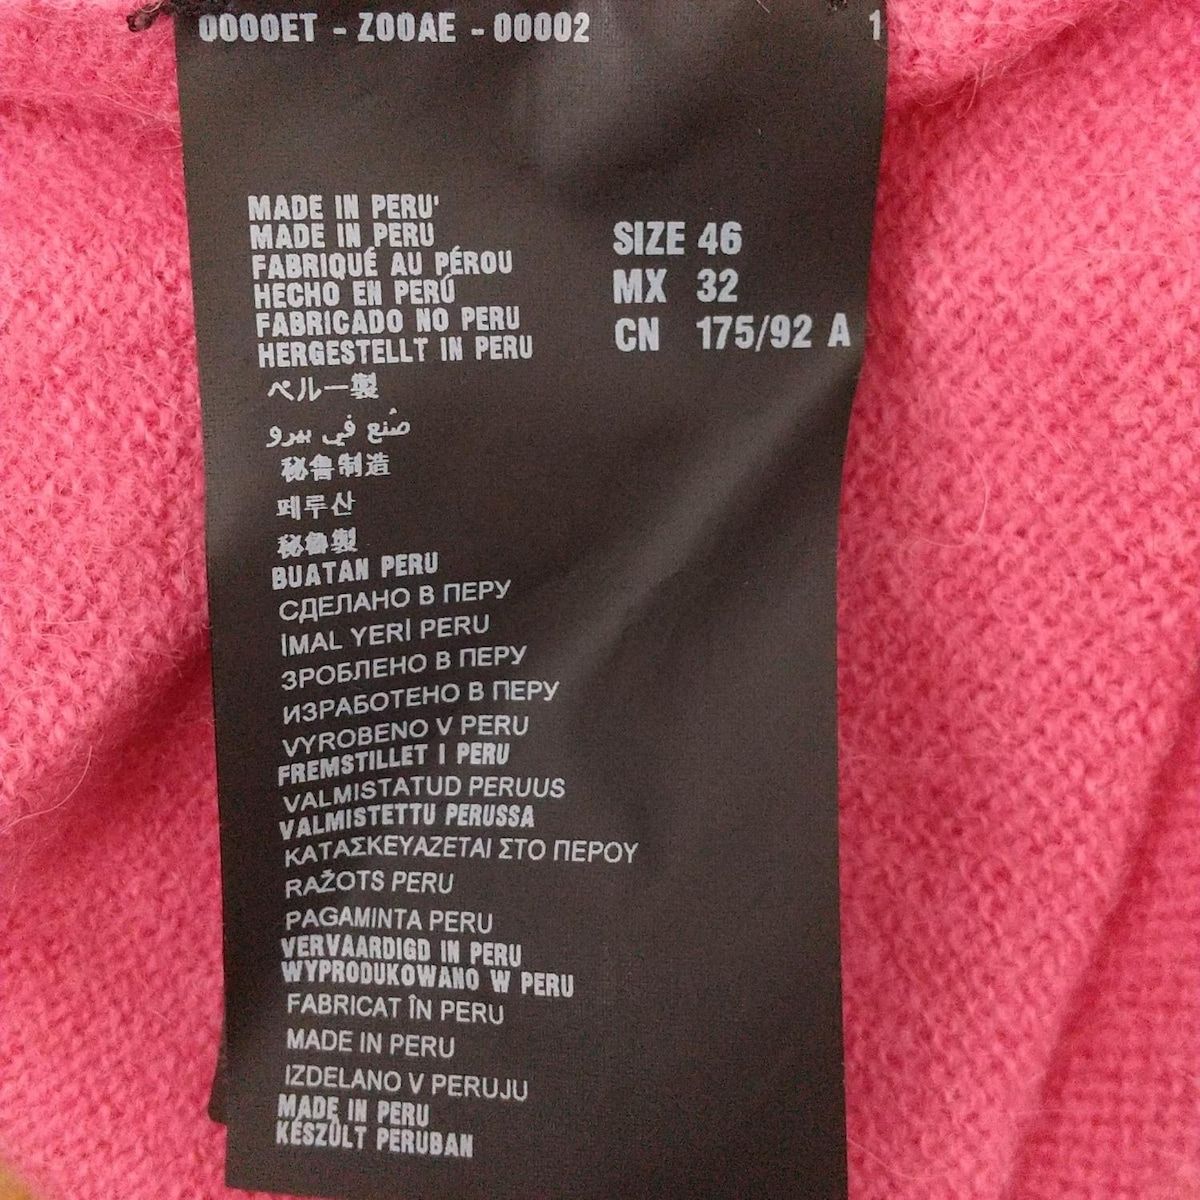 0000ET - Z00AE - 00002 1
MADE IN PERU'
MADE IN PERU
FABRIQUÉ AU PÉROU
HECHO EN PERÚ
FABRICADO NO PERU
HERGESTELLT IN PERU
ペルー製
صُنع في بيرو
秘鲁制造
페루산
秘魯製
BUATAN PERU
СДЕЛАНО В ПЕРУ
İMAL YERİ PERU
ЗРОБЛЕНО В ПЕРУ
ИЗРАБОТЕНО В ПЕРУ
VYROBENO V PERU
FREMSTILLET I PERU
VALMISTATUD PERUUS
VALMISTETTU PERUSSA
ΚΑΤΑΣΚΕΥΑΖΕΤΑΙ ΣΤΟ ΠΕΡΟΥ
RAŽOTS PERU
PAGAMINTA PERU
VERVAARDIGD IN PERU
WYPRODUKOWANO W PERU
FABRICAT ÎN PERU
MADE IN PERU
IZDELANO V PERUJU
MADE IN PERU
KÉSZÜLT PERUBAN
SIZE 46
MX 32
CN 175/92 A